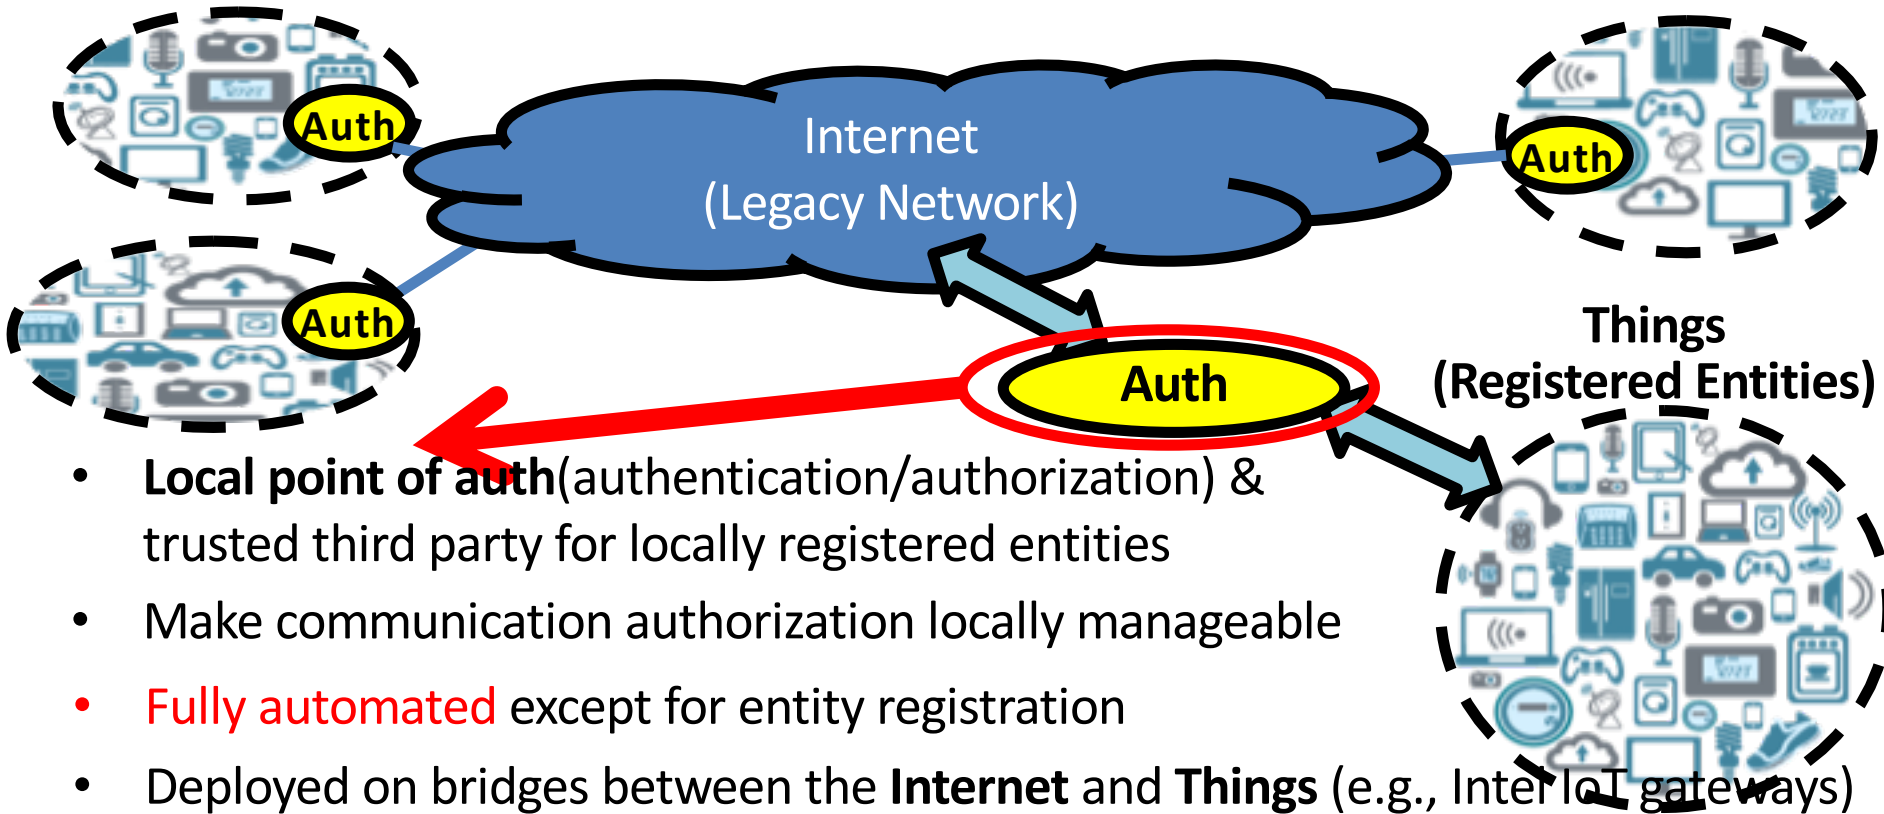 Auth
Internet
(Legacy Network)
Auth
Auth
Things
(Registered Entities)
Auth
• Local point of auth(authentication/authorization) &
trusted third party for locally registered entities
• Make communication authorization locally manageable
• Fully automated except for entity registration
• Deployed on bridges between the Internet and Things (e.g., Intel IoT gateways)